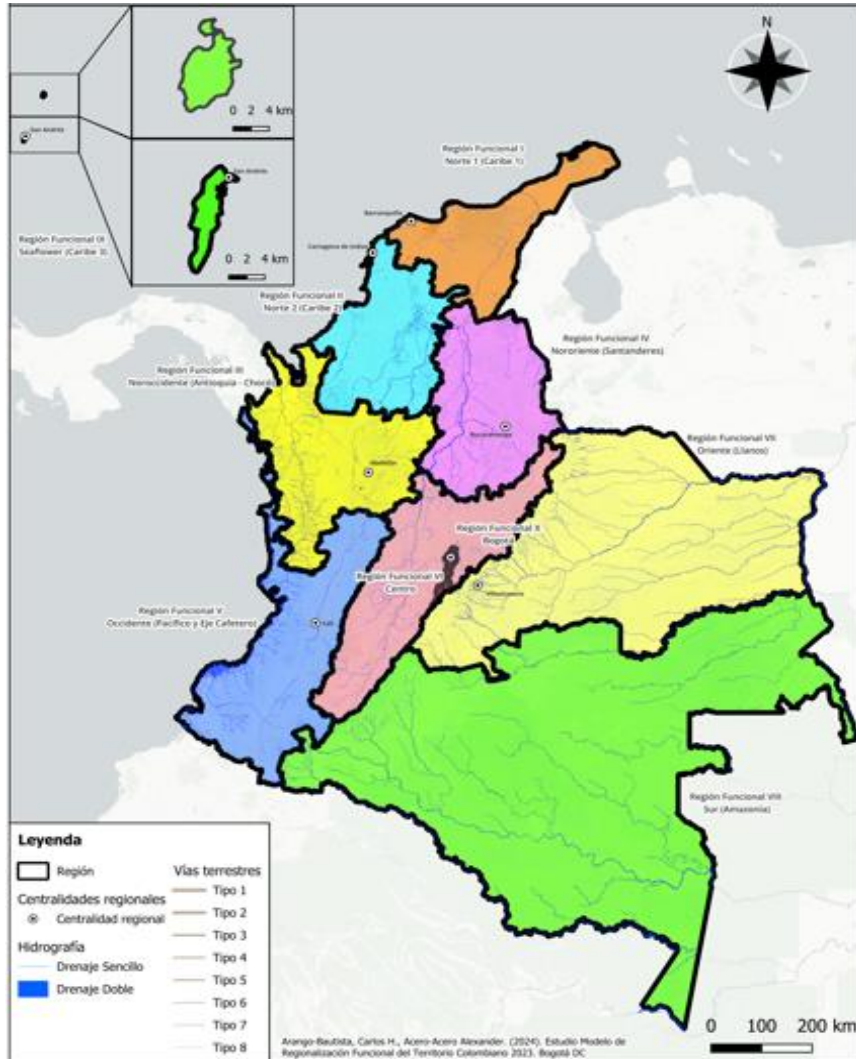 N
0 2 4 km
San Andrés
Región Funcional I
Norte 1 (Caribe 1)
San Andrés
Barranquilla
Región Funcional IX
Seaflower (Caribe 3)
Cartagena de Indias
0 2 4 km
Región Funcional II
Norte 2 (Caribe 2)
Región Funcional IV
Nororiente (Santanderes)
Región Funcional III
Noroccidente (Antioquia - Chocó)
Bucaramanga
Región Funcional VII
Oriente (Llanos)
Medellín
Región Funcional X
Bogotá
Región Funcional VI
Centro
Villavicencio
Región Funcional V
Occidente (Pacífico y Eje Cafetero)
Cali
Región Funcional VIII
Sur (Amazonía)
Leyenda
Región
Centralidades regionales
Centralidad regional
Hidrografía
Drenaje Sencillo
Drenaje Doble
Vías terrestres
Tipo 1
Tipo 2
Tipo 3
Tipo 4
Tipo 5
Tipo 6
Tipo 7
Tipo 8
Arango-Bautista, Carlos H., Acero-Acero Alexander. (2024). Estudio Modelo de
Regionalización Funcional del Territorio Colombiano 2023. Bogotá DC
0 100 200 km